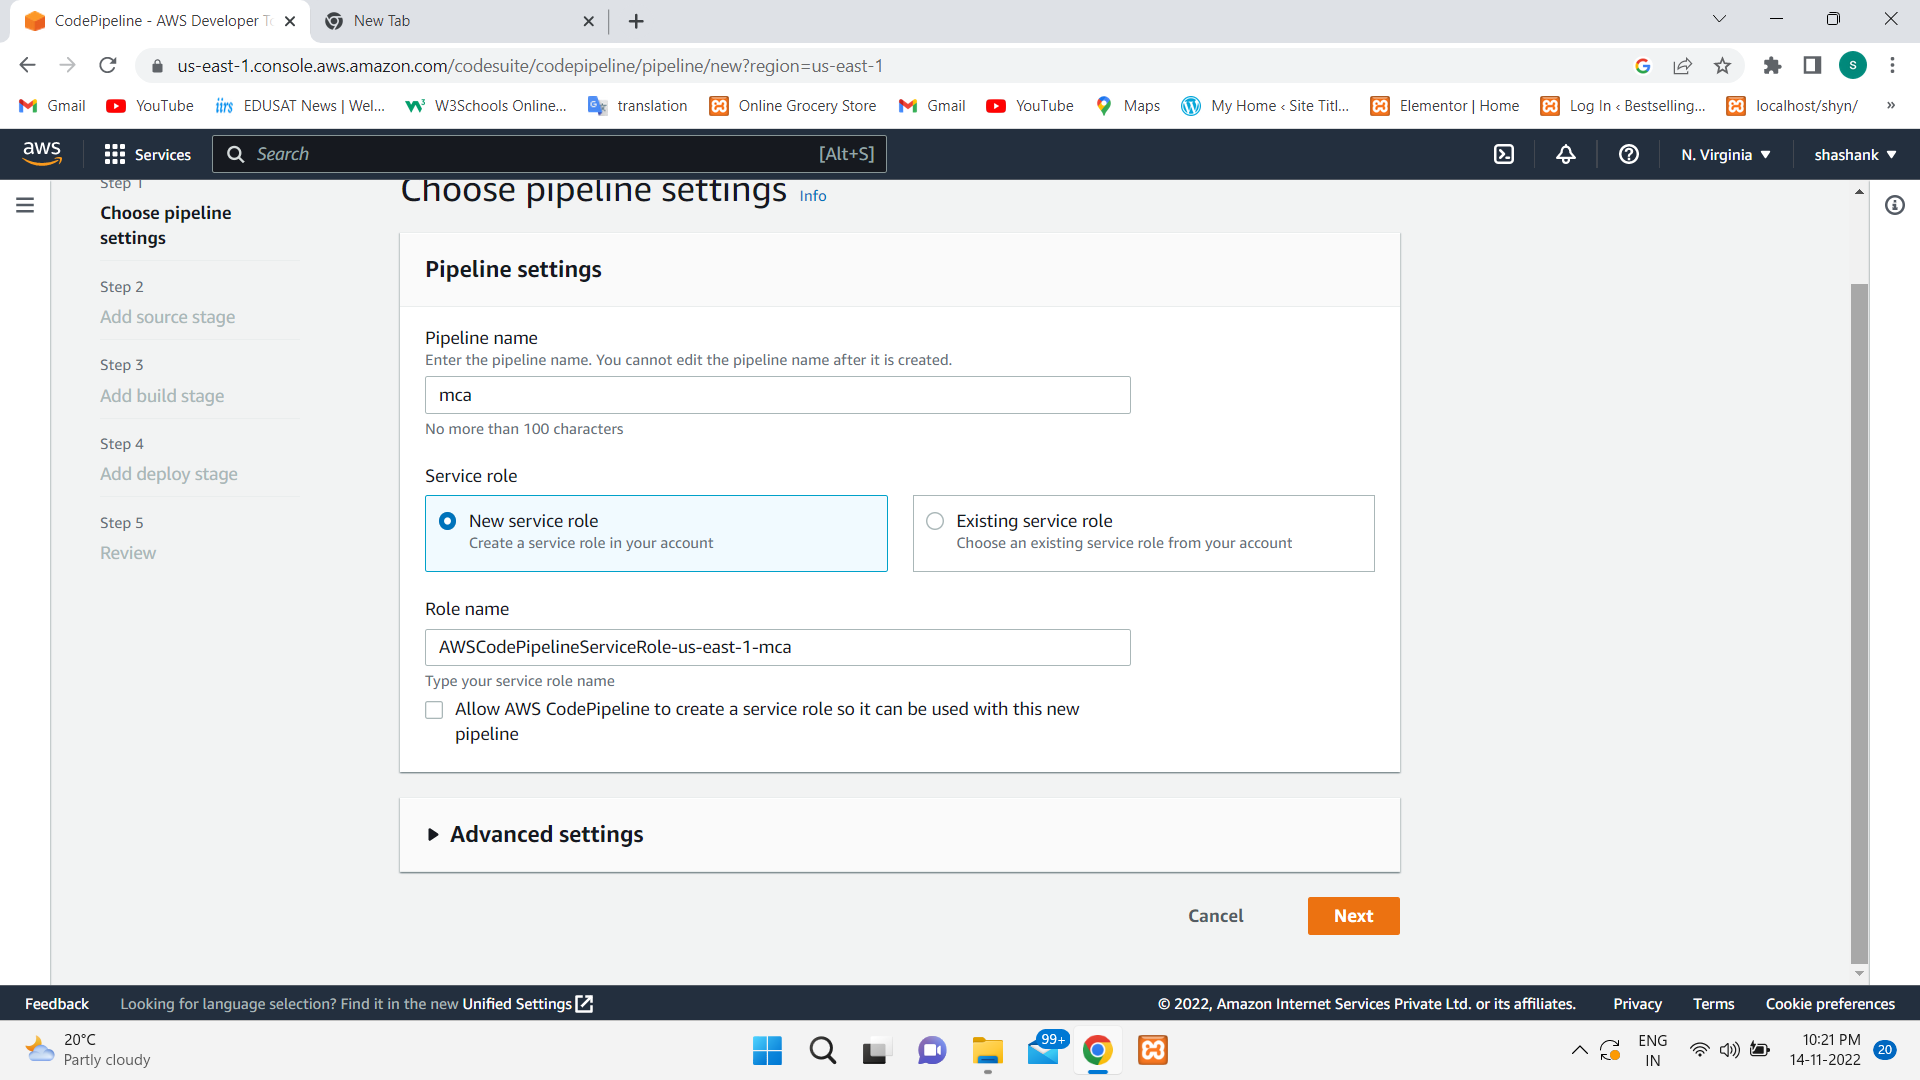 CodePipeline - AWS Developer To
New Tab
us-east-1.console.aws.amazon.com/codesuite/codepipeline/pipeline/new?region=us-east-1
s
Gmail
YouTube
iirs
EDUSAT News | Wel...
W3Schools Online...
translation
Online Grocery Store
Gmail
YouTube
Maps
My Home ‹ Site Titl...
Elementor | Home
Log In ‹ Bestselling...
localhost/shyn/
»
aws
Services
Search
[Alt+S]
N. Virginia
shashank
Step 1
Choose pipeline
settings
Step 2
Add source stage
Step 3
Add build stage
Step 4
Add deploy stage
Step 5
Review
Choose pipeline settings Info
Pipeline settings
Pipeline name
Enter the pipeline name. You cannot edit the pipeline name after it is created.
mca
No more than 100 characters
Service role
New service role
Create a service role in your account
Existing service role
Choose an existing service role from your account
Role name
AWSCodePipelineServiceRole-us-east-1-mca
Type your service role name
Allow AWS CodePipeline to create a service role so it can be used with this new
pipeline
Advanced settings
Cancel
Next
Feedback
Looking for language selection? Find it in the new Unified Settings
© 2022, Amazon Internet Services Private Ltd. or its affiliates.
Privacy
Terms
Cookie preferences
20°C
Partly cloudy
99+
ENG
IN
10:21 PM
14-11-2022
20